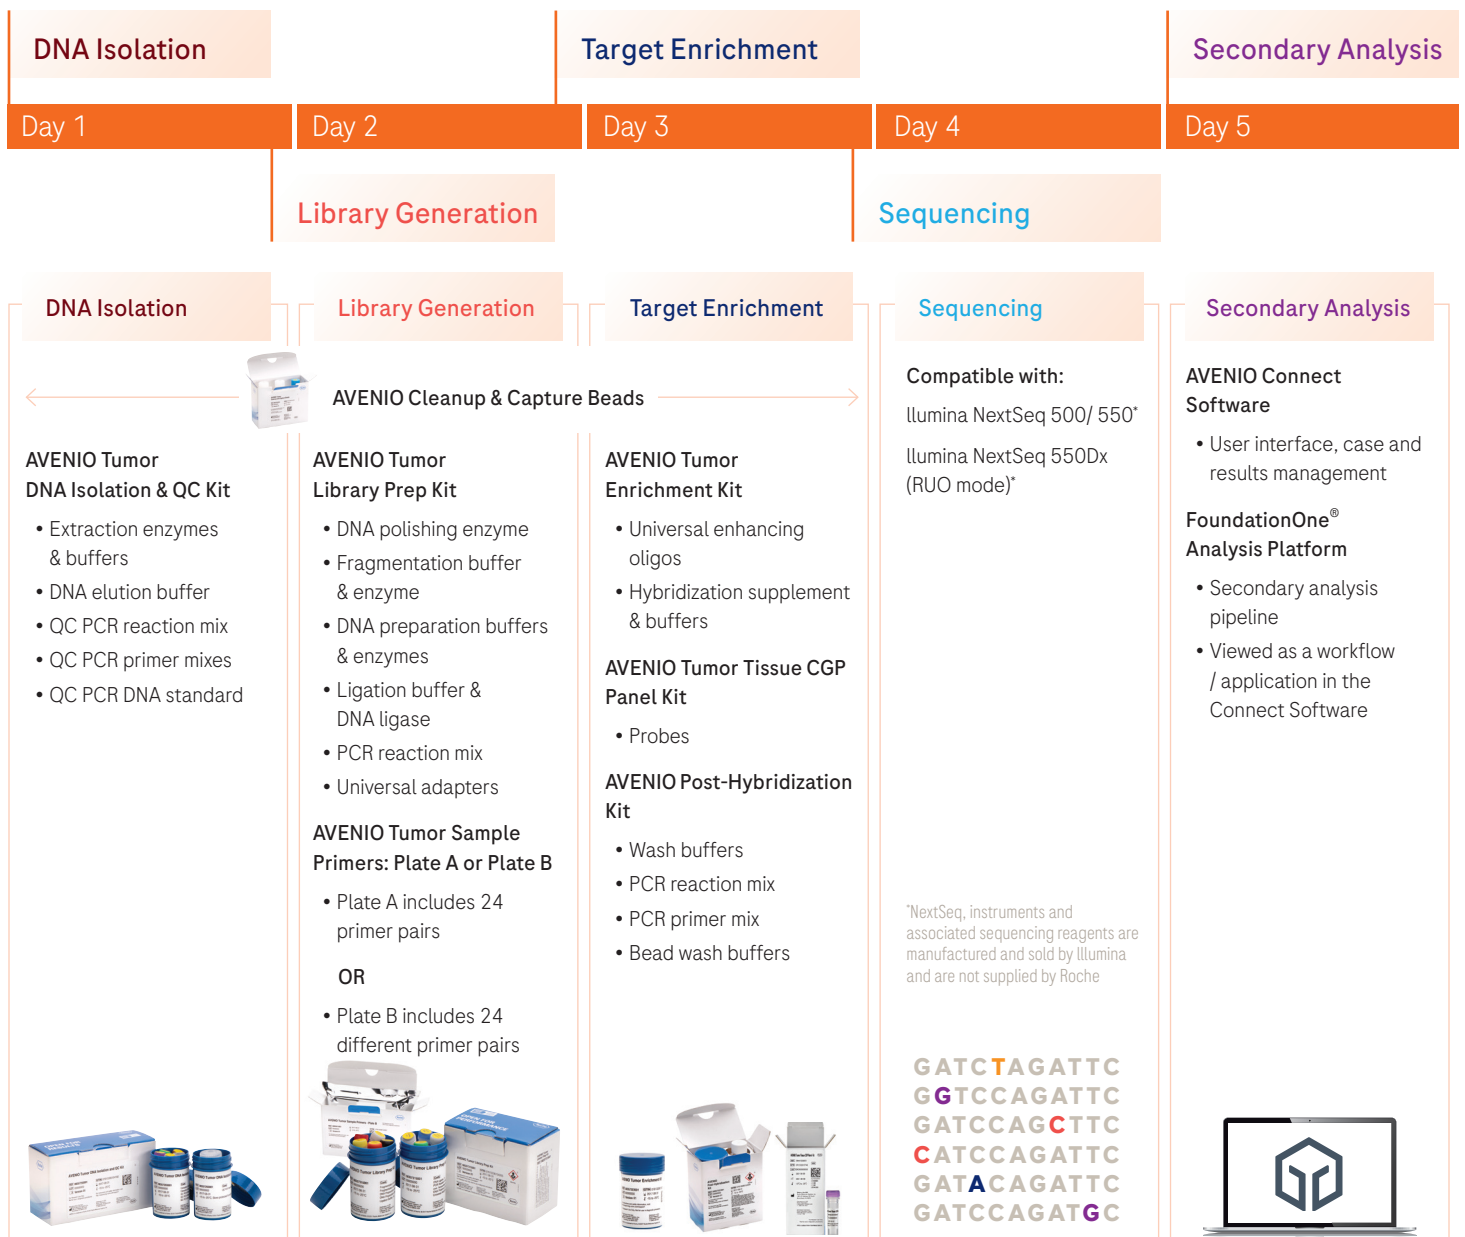 DNA Isolation
Target Enrichment
Secondary Analysis
Day 1
Day 2
Day 3
Day 4
Day 5
Library Generation
Sequencing
DNA Isolation
Library Generation
Target Enrichment
Sequencing
Secondary Analysis
AVENIO Cleanup & Capture Beads
AVENIO Tumor
DNA Isolation & QC Kit
• Extraction enzymes
& buffers
• DNA elution buffer
• QC PCR reaction mix
• QC PCR primer mixes
• QC PCR DNA standard
AVENIO Tumor
Library Prep Kit
• DNA polishing enzyme
• Fragmentation buffer
& enzyme
• DNA preparation buffers
& enzymes
• Ligation buffer &
DNA ligase
• PCR reaction mix
• Universal adapters
AVENIO Tumor Sample
Primers: Plate A or Plate B
• Plate A includes 24
primer pairs
OR
• Plate B includes 24
different primer pairs
AVENIO Tumor
Enrichment Kit
• Universal enhancing
oligos
• Hybridization supplement
& buffers
AVENIO Tumor Tissue CGP
Panel Kit
• Probes
AVENIO Post-Hybridization
Kit
• Wash buffers
• PCR reaction mix
• PCR primer mix
• Bead wash buffers
Compatible with:
llumina NextSeq 500/ 550*
llumina NextSeq 550Dx
(RUO mode)*
*NextSeq, instruments and
associated sequencing reagents are
manufactured and sold by lllumina
and are not supplied by Roche
GATCTAGATTC
GGTCCAGATTC
GATCCAGCTTC
CATCCAGATTC
GATACAGATTC
GATCCAGATGC
AVENIO Connect
Software
• User interface, case and
results management
FoundationOne®
Analysis Platform
• Secondary analysis
pipeline
• Viewed as a workflow
/ application in the
Connect Software